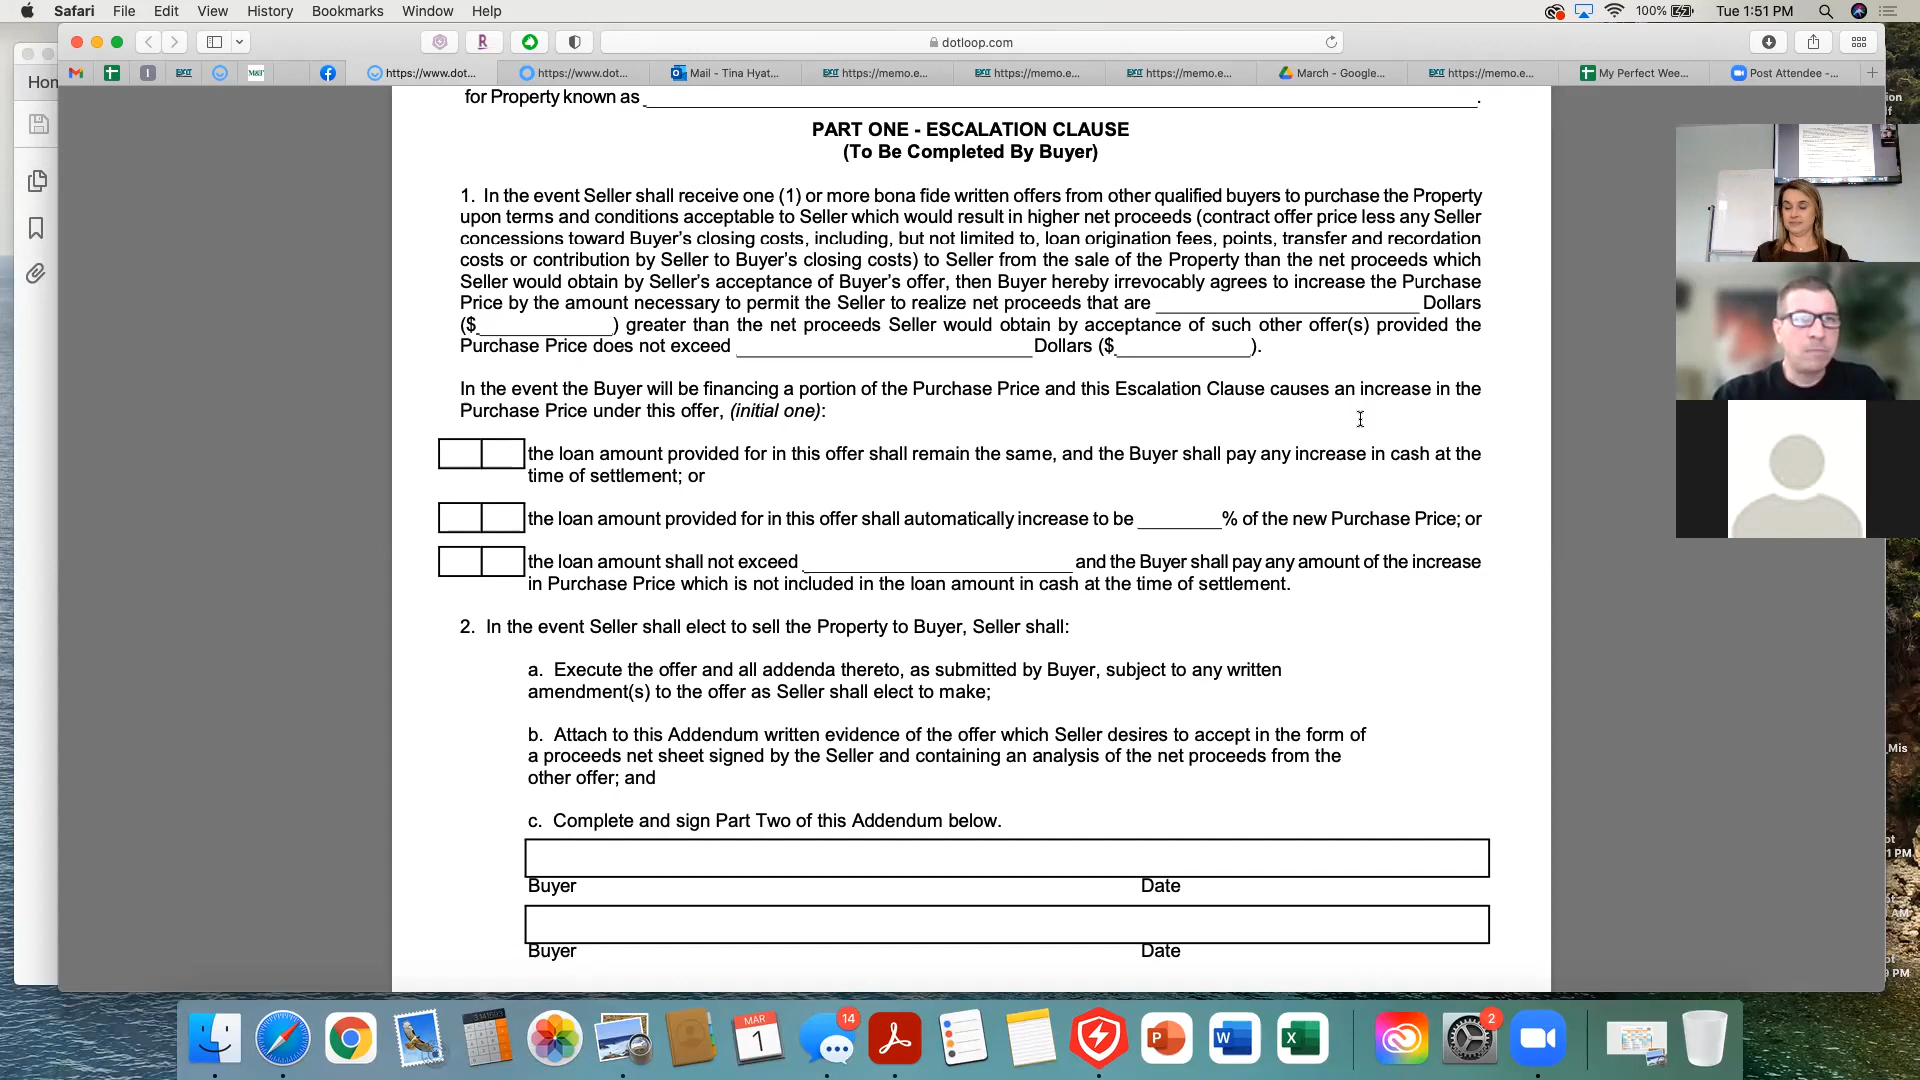 Safari File Edit View History Bookmarks Window Help 100% Tue 1:51 PM
dotloop.com
https://www.dot... https://www.dot... Mail - Tina Hyat... https://memo.e... https://memo.e... https://memo.e... March - Google... https://memo.e... My Perfect Wee... Post Attendee -...
Hon
for Property known as
PART ONE - ESCALATION CLAUSE
(To Be Completed By Buyer)
1. In the event Seller shall receive one (1) or more bona fide written offers from other qualified buyers to purchase the Property
upon terms and conditions acceptable to Seller which would result in higher net proceeds (contract offer price less any Seller
concessions toward Buyer's closing costs, including, but not limited to, loan origination fees, points, transfer and recordation
costs or contribution by Seller to Buyer's closing costs) to Seller from the sale of the Property than the net proceeds which
Seller would obtain by Seller's acceptance of Buyer's offer, then Buyer hereby irrevocably agrees to increase the Purchase
Price by the amount necessary to permit the Seller to realize net proceeds that are ____ Dollars
($____) greater than the net proceeds Seller would obtain by acceptance of such other offer(s) provided the
Purchase Price does not exceed ____ Dollars ($____).
In the event the Buyer will be financing a portion of the Purchase Price and this Escalation Clause causes an increase in the
Purchase Price under this offer, (initial one):
the loan amount provided for in this offer shall remain the same, and the Buyer shall pay any increase in cash at the
time of settlement; or
the loan amount provided for in this offer shall automatically increase to be ____% of the new Purchase Price; or
the loan amount shall not exceed ____ and the Buyer shall pay any amount of the increase
in Purchase Price which is not included in the loan amount in cash at the time of settlement.
2. In the event Seller shall elect to sell the Property to Buyer, Seller shall:
a. Execute the offer and all addenda thereto, as submitted by Buyer, subject to any written
amendment(s) to the offer as Seller shall elect to make;
b. Attach to this Addendum written evidence of the offer which Seller desires to accept in the form of
a proceeds net sheet signed by the Seller and containing an analysis of the net proceeds from the
other offer; and
c. Complete and sign Part Two of this Addendum below.
Buyer Date
Buyer Date
MAR
1
14
2